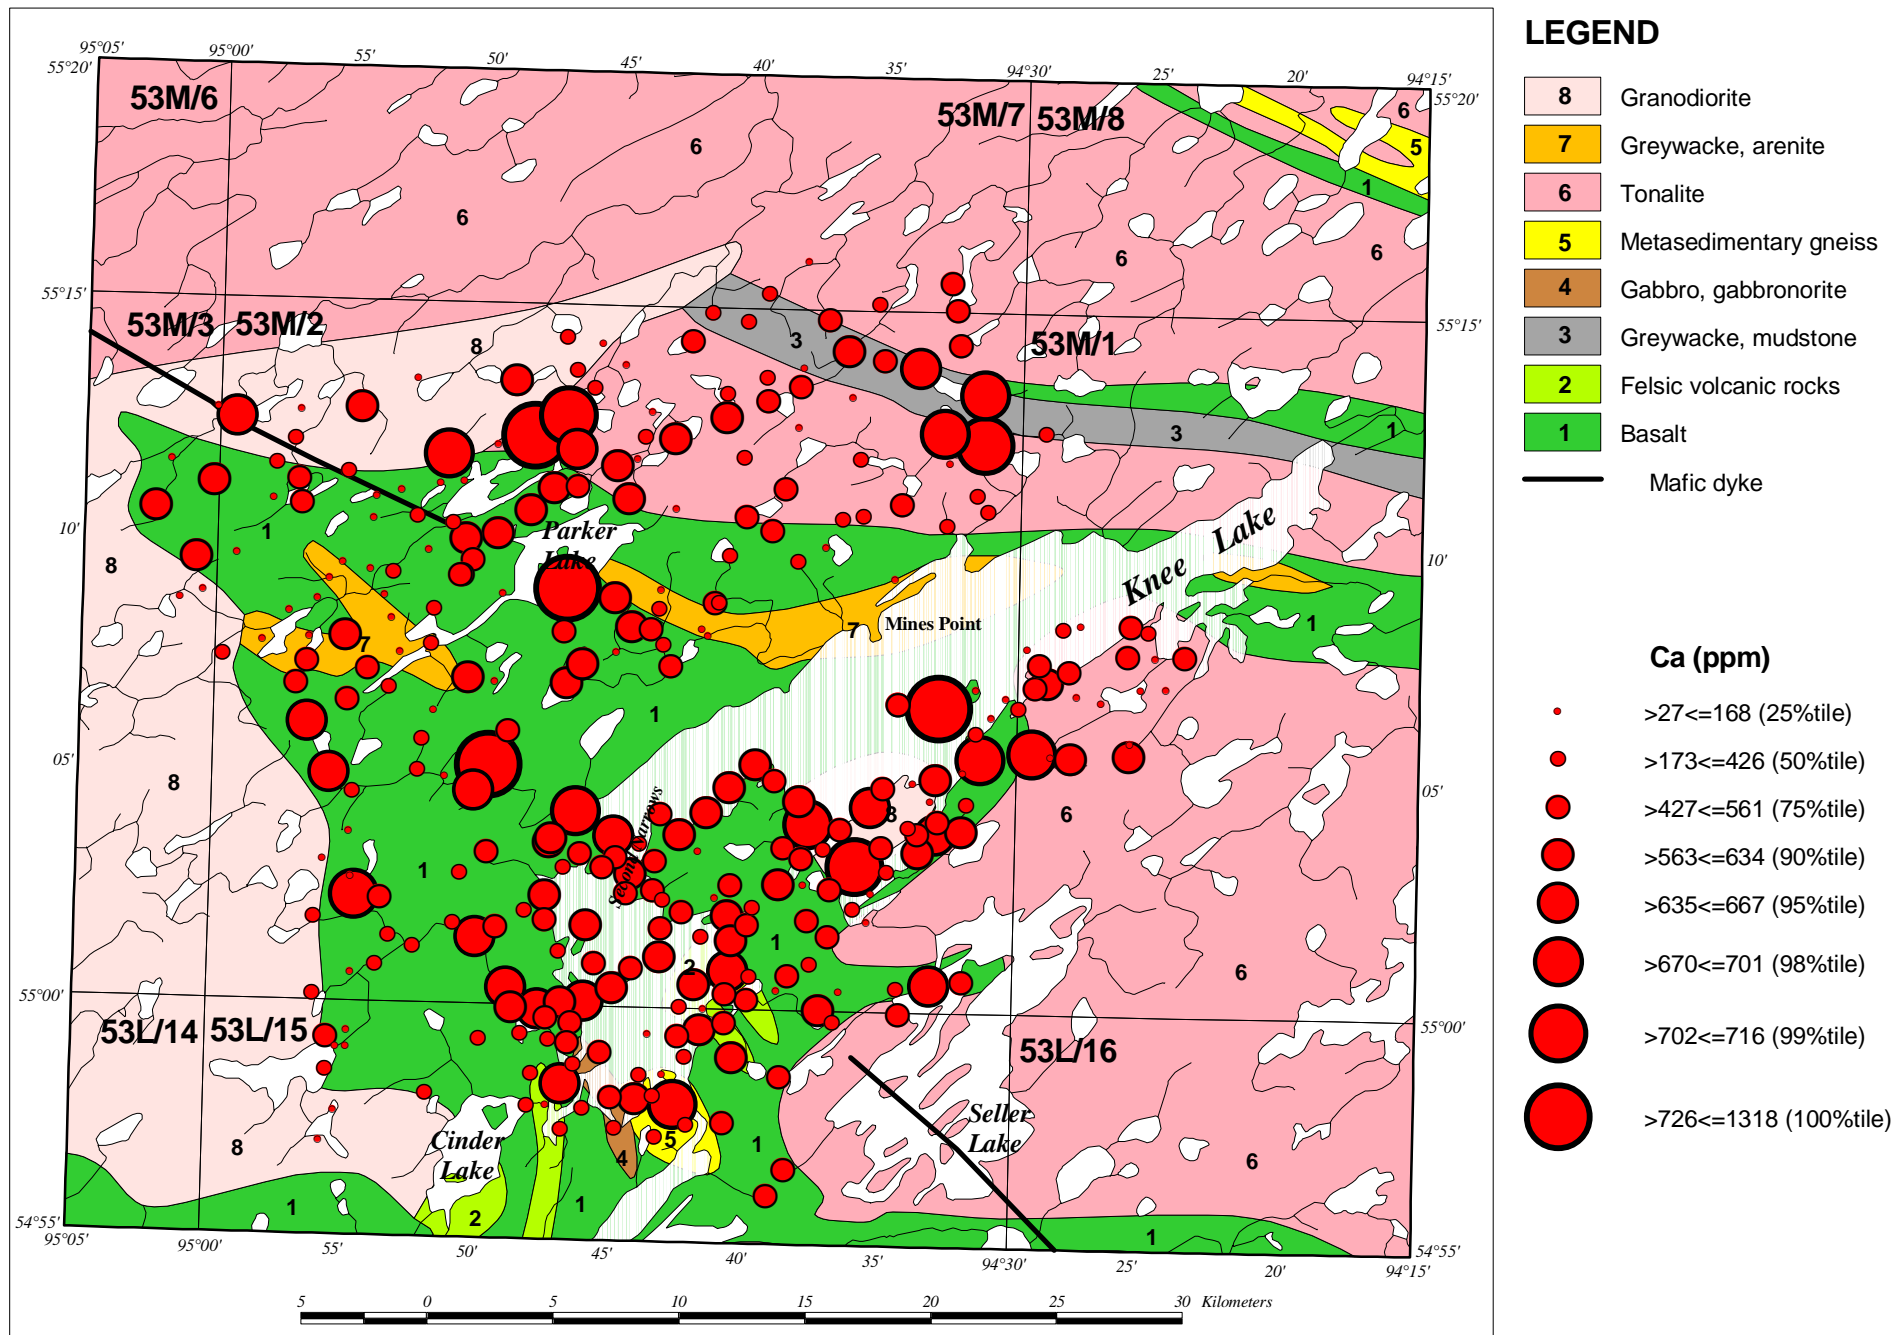 LEGEND
8 Granodiorite
7 Greywacke, arenite
6 Tonalite
5 Metasedimentary gneiss
4 Gabbro, gabbronorite
3 Greywacke, mudstone
2 Felsic volcanic rocks
1 Basalt
Mafic dyke
Ca (ppm)
>27<=168 (25%tile)
>173<=426 (50%tile)
>427<=561 (75%tile)
>563<=634 (90%tile)
>635<=667 (95%tile)
>670<=701 (98%tile)
>702<=716 (99%tile)
>726<=1318 (100%tile)
95°05' 95°00' 55' 50' 45' 40' 35' 94°30' 25' 20' 94°15'
55°20' 55°20'
53M/6 53M/7 53M/8
6 6 5
6 1
6 6 6
55°15' 55°15'
53M/3 53M/2 53M/1
8 3
3 1
10' 10'
1
Parker
Lake
Knee Lake
8
7 7 Mines Point 1
1
05' 05'
8 6
Second Narrows
3
1
1
2 6
55°00' 55°00'
53L/14 53L/15 53L/16
Cinder
Lake
Seller
Lake
8 4 5 1 6
1 2 1 1
54°55' 54°55'
95°05' 95°00' 55' 50' 45' 40' 35' 94°30' 25' 20' 94°15'
5 0 5 10 15 20 25 30 Kilometers